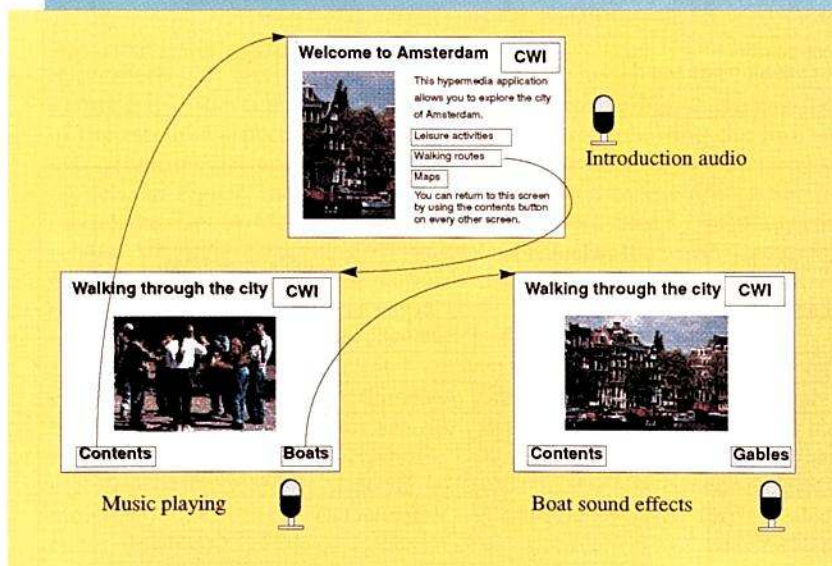 Welcome to Amsterdam
CWI
This hypermedia application
allows you to explore the city
of Amsterdam.
Leisure activities
Walking routes
Maps
You can return to this screen
by using the contents button
on every other screen.
Introduction audio
Walking through the city
CWI
Contents
Boats
Music playing
Walking through the city
CWI
Contents
Gables
Boat sound effects